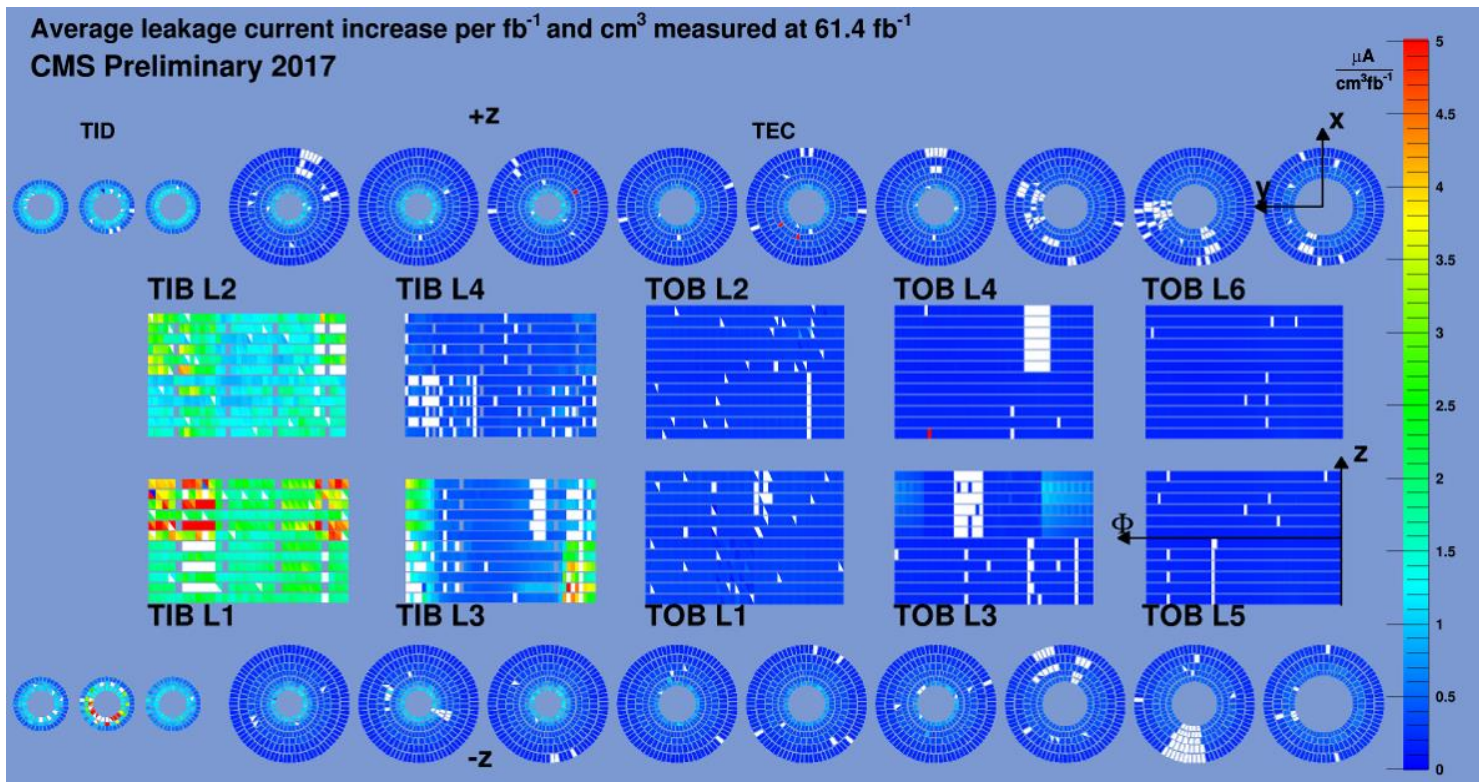 Average leakage current increase per fb⁻¹ and cm³ measured at 61.4 fb⁻¹
CMS Preliminary 2017
μA
cm³fb⁻¹
TID
+z
TEC
x
y
TIB L2
TIB L4
TOB L2
TOB L4
TOB L6
z
Φ
TIB L1
TIB L3
TOB L1
TOB L3
TOB L5
-z
5
4.5
4
3.5
3
2.5
2
1.5
1
0.5
0